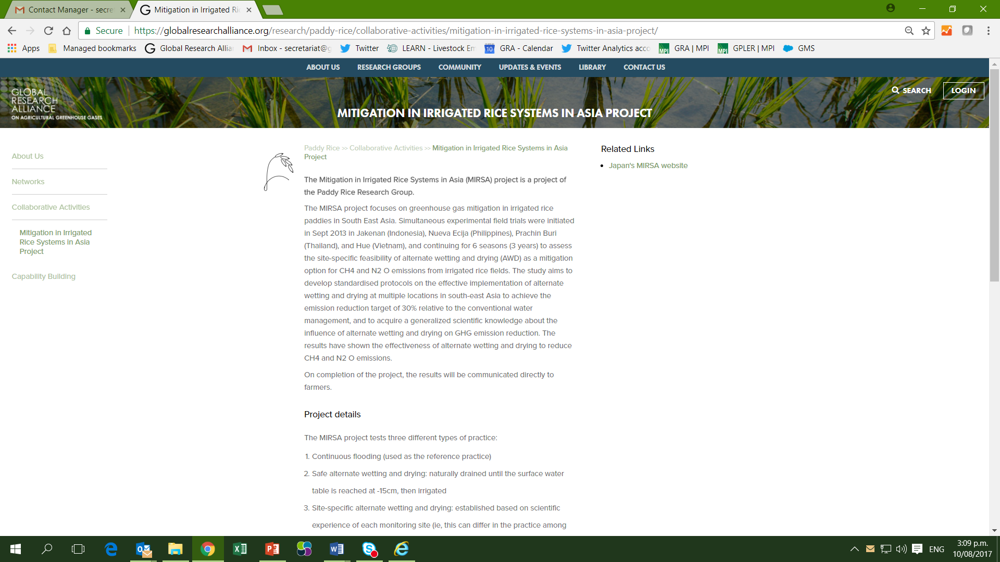 Contact Manager - secre
Mitigation in Irrigated Ri
Secure
https://globalresearchalliance.org/research/paddy-rice/collaborative-activities/mitigation-in-irrigated-rice-systems-in-asia-project/
Apps
Managed bookmarks
Global Research Allia
Inbox - secretariat@g
Twitter
LEARN - Livestock Em
10
GRA - Calendar
Twitter Analytics acco
MPI
GRA | MPI
MPI
GPLER | MPI
GMS
ABOUT US
RESEARCH GROUPS
COMMUNITY
UPDATES & EVENTS
LIBRARY
CONTACT US
GLOBAL
RESEARCH
ALLIANCE
ON AGRICULTURAL GREENHOUSE GASES
SEARCH
LOGIN
MITIGATION IN IRRIGATED RICE SYSTEMS IN ASIA PROJECT
About Us
Networks
Collaborative Activities
Mitigation in Irrigated
Rice Systems in Asia
Project
Capability Building
Paddy Rice >> Collaborative Activities >> Mitigation in Irrigated Rice Systems in Asia
Project
The Mitigation in Irrigated Rice Systems in Asia (MIRSA) project is a project of
the Paddy Rice Research Group.
The MIRSA project focuses on greenhouse gas mitigation in irrigated rice
paddies in South East Asia. Simultaneous experimental field trials were initiated
in Sept 2013 in Jakenan (Indonesia), Nueva Ecija (Philippines), Prachin Buri
(Thailand), and Hue (Vietnam), and continuing for 6 seasons (3 years) to assess
the site-specific feasibility of alternate wetting and drying (AWD) as a mitigation
option for CH4 and N2 O emissions from irrigated rice fields. The study aims to
develop standardised protocols on the effective implementation of alternate
wetting and drying at multiple locations in south-east Asia to achieve the
emission reduction target of 30% relative to the conventional water
management, and to acquire a generalized scientific knowledge about the
influence of alternate wetting and drying on GHG emission reduction. The
results have shown the effectiveness of alternate wetting and drying to reduce
CH4 and N2 O emissions.
On completion of the project, the results will be communicated directly to
farmers.
Project details
The MIRSA project tests three different types of practice:
1. Continuous flooding (used as the reference practice)
2. Safe alternate wetting and drying: naturally drained until the surface water
table is reached at -15cm, then irrigated
3. Site-specific alternate wetting and drying: established based on scientific
experience of each monitoring site (ie, this can differ in the practice among
Related Links
Japan's MIRSA website
ENG
3:09 p.m.
10/08/2017